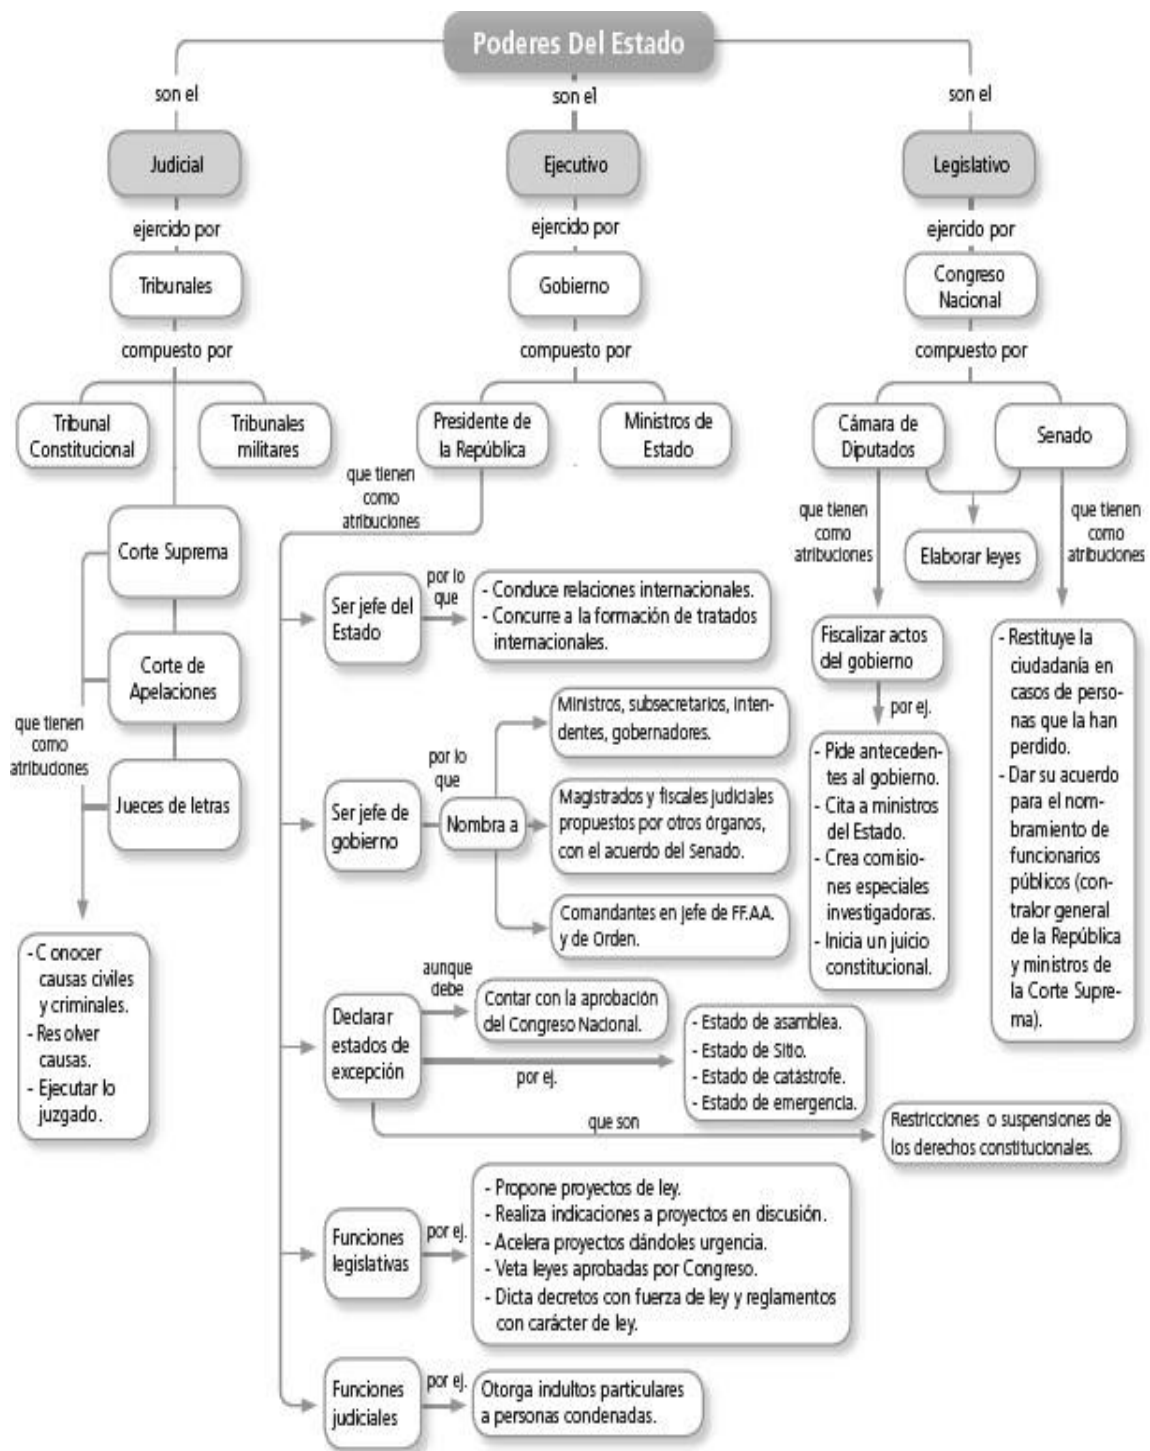 Poderes Del Estado
son el
son el
son el
Judicial
Ejecutivo
Legislativo
ejercido por
ejercido por
ejercido por
Tribunales
Gobierno
Congreso
Nacional
compuesto por
compuesto por
compuesto por
Tribunal
Constitucional
Tribunales
militares
Presidente de
la República
Ministros de
Estado
Cámara de
Diputados
Senado
que tienen
como
atribuciones
Corte Suprema
Corte de
Apelaciones
Jueces de letras
que tienen
como
atribuciones
- C onocer
causas civiles
y criminales.
- Res olver
causas.
- Ejecutar lo
juzgado.
Ser jefe del
Estado
por lo
que
- Conduce relaciones internacionales.
- Concurre a la formación de tratados
internacionales.
Ser jefe de
gobierno
por lo
que
Nombra a
Ministros, subsecretarios, inten-
dentes, gobernadores.
Magistrados y fiscales judiciales
propuestos por otros órganos,
con el acuerdo del Senado.
Comandantes en jefe de FF.AA.
y de Orden.
Declarar
estados de
excepción
aunque
debe
Contar con la aprobación
del Congreso Nacional.
por ej.
- Estado de asamblea.
- Estado de Sitio.
- Estado de catástrofe.
- Estado de emergencia.
que son
Restricciones o suspensiones de
los derechos constitucionales.
Funciones
legislativas
por ej.
- Propone proyectos de ley.
- Realiza indicaciones a proyectos en discusión.
- Acelera proyectos dándoles urgencia.
- Veta leyes aprobadas por Congreso.
- Dicta decretos con fuerza de ley y reglamentos
con carácter de ley.
Funciones
judiciales
por ej.
Otorga indultos particulares
a personas condenadas.
que tienen
como
atribuciones
Elaborar leyes
que tienen
como
atribuciones
Fiscalizar actos
del gobierno
por ej.
- Pide antecedentes-
tes al gobierno.
- Cita a ministros
del Estado.
- Crea comisio-
nes especiales
investigadoras.
- Inicia un juicio
constitucional.
- Restituye la
ciudadanía en
casos de perso-
nas que la han
perdido.
- Dar su acuerdo
para el nom-
bramiento de
funcionarios
públicos (con-
tralor general
de la República
y ministros de
la Corte Supre-
ma).